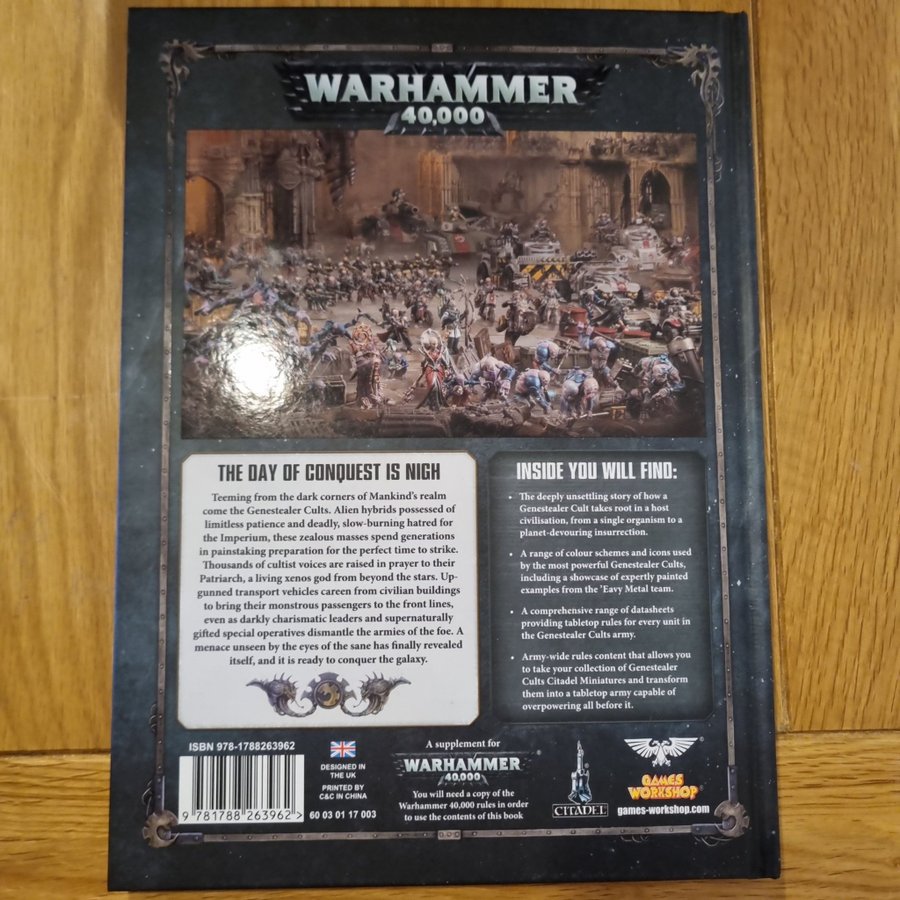 WARHAMMER
40,000
THE DAY OF CONQUEST IS NIGH
Teeming from the dark corners of Mankind's realm
come the Genestealer Cults. Alien hybrids possessed of
limitless patience and deadly, slow-burning hatred for
the Imperium, these zealous masses spend generations
in painstaking preparation for the perfect time to strike.
Thousands of cultist voices are raised in prayer to their
Patriarch, a living xenos god from beyond the stars. Up-
gunned transport vehicles careen from civilian buildings
to bring their monstrous passengers to the front lines,
even as darkly charismatic leaders and supernaturally
gifted special operatives dismantle the armies of the foe. A
menace unseen by the eyes of the sane has finally revealed
itself, and it is ready to conquer the galaxy.
INSIDE YOU WILL FIND:
• The deeply unsettling story of how a
Genestealer Cult takes root in a host
civilisation, from a single organism to a
planet-devouring insurrection.
• A range of colour schemes and icons used
by the most powerful Genestealer Cults,
including a showcase of expertly painted
examples from the 'Eavy Metal team.
• A comprehensive range of datasheets
providing tabletop rules for every unit in
the Genestealer Cults army.
• Army-wide rules content that allows you
to take your collection of Genestealer
Cults Citadel Miniatures and transform
them into a tabletop army capable of
overpowering all before it.
ISBN 978-1788263962
9 781788 263962 >
DESIGNED IN
THE UK
PRINTED BY
C&C IN CHINA
60 03 01 17 003
A supplement for
WARHAMMER
40,000
You will need a copy of the
Warhammer 40,000 rules in order
to use the contents of this book
CITADEL
GAMES
WORKSHOP
games-workshop.com